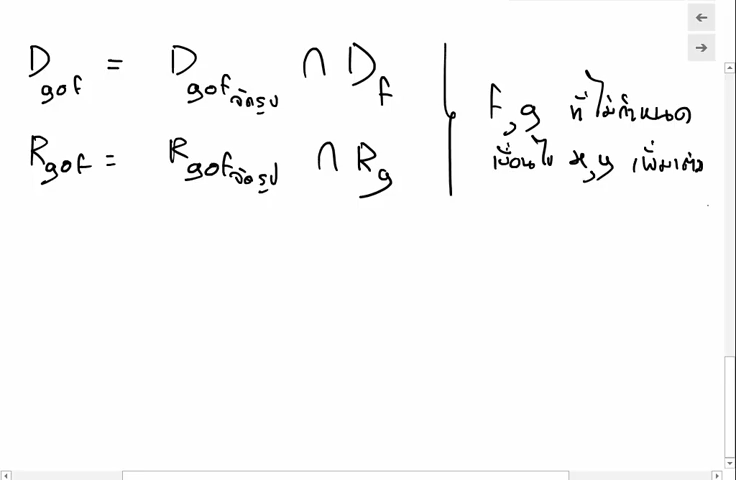 D_gof = D_gofจัดรูป ∩ D_f
R_gof = R_gofจัดรูป ∩ R_g
f, g ที่ไม่กำหนด
เงื่อนไข x, y เพิ่มเติม